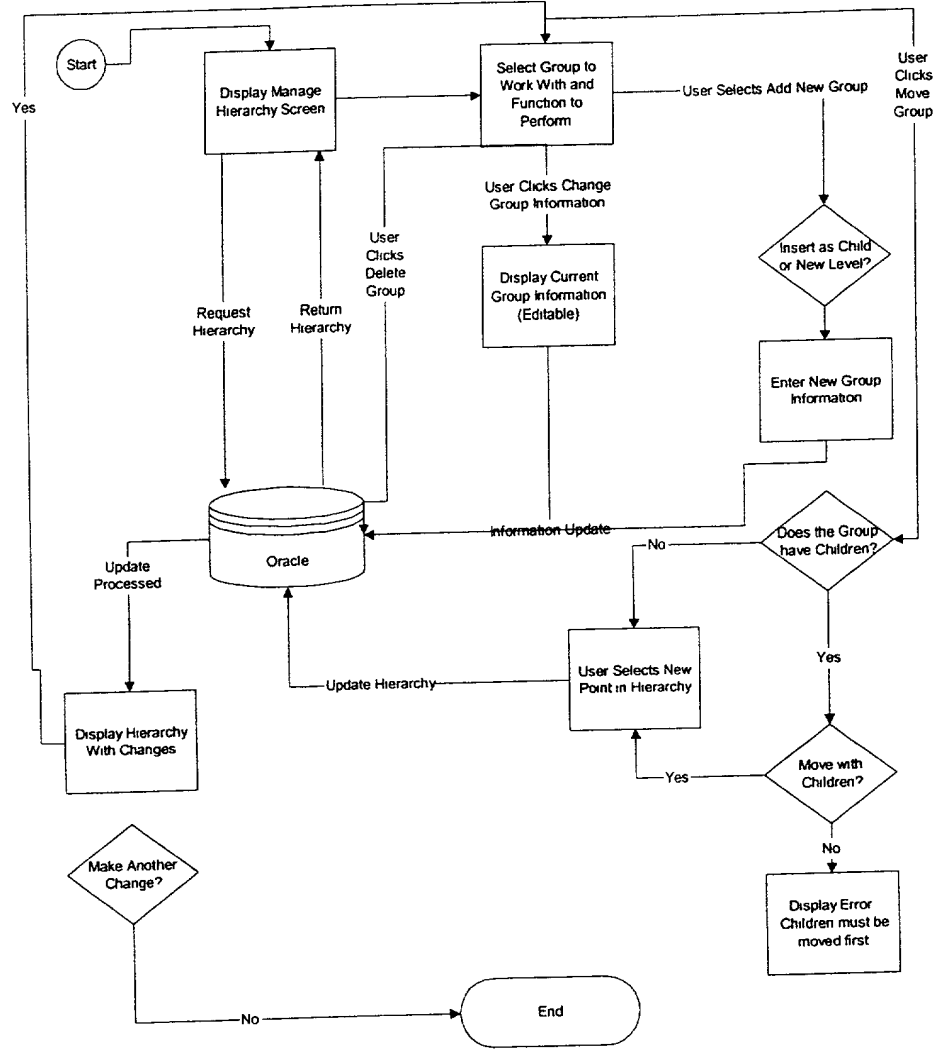 Start
Yes
Display Manage
Hierarchy Screen
Select Group to
Work With and
Function to
Perform
User Selects Add New Group
User
Clicks
Move
Group
User Clicks Change
Group Information
User
Clicks
Delete
Group
Insert as Child
or New Level?
Display Current
Group Information
(Editable)
Request
Hierarchy
Return
Hierarchy
Enter New Group
Information
Information Update
Oracle
Does the Group
have Children?
No
Update
Processed
Yes
User Selects New
Point in Hierarchy
Update Hierarchy
Display Hierarchy
With Changes
Move with
Children?
Yes
No
Make Another
Change?
Display Error
Children must be
moved first
No
End